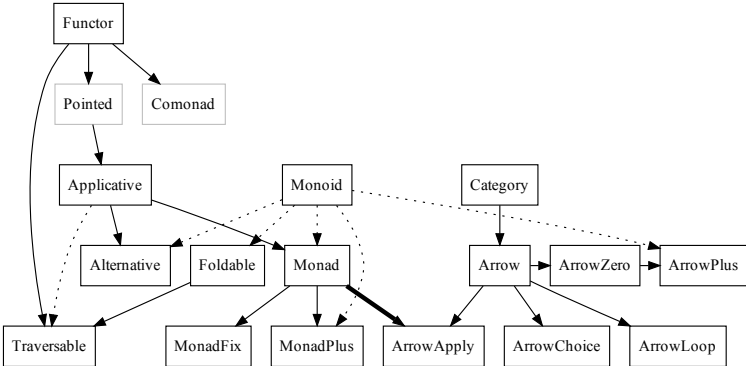 Functor
Pointed
Comonad
Applicative
Monoid
Category
Alternative
Foldable
Monad
Arrow
ArrowZero
ArrowPlus
Traversable
MonadFix
MonadPlus
ArrowApply
ArrowChoice
ArrowLoop